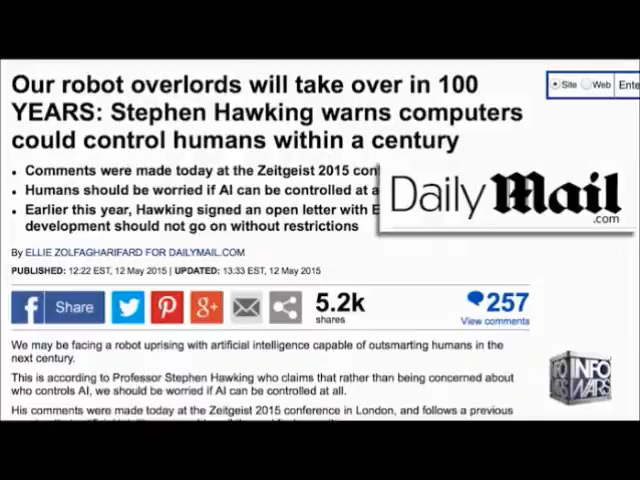 Our robot overlords will take over in 100
YEARS: Stephen Hawking warns computers
could control humans within a century
Site Web
Comments were made today at the Zeitgeist 2015
Humans should be worried if AI can be controlled at
Earlier this year, Hawking signed an open letter with
development should not go on without restrictions
Daily Mail
.com
By ELLIE ZOLFAGHARIFARD FOR DAILYMAIL.COM
PUBLISHED: 12:22 EST, 12 May 2015 | UPDATED: 13:33 EST, 12 May 2015
f Share
g+
5.2k
shares
257
View comments
We may be facing a robot uprising with artificial intelligence capable of outsmarting humans in the
next century.
This is according to Professor Stephen Hawking who claims that rather than being concerned about
who controls AI, we should be worried if AI can be controlled at all.
His comments were made today at the Zeitgeist 2015 conference in London, and follows a previous
INFO
WARS